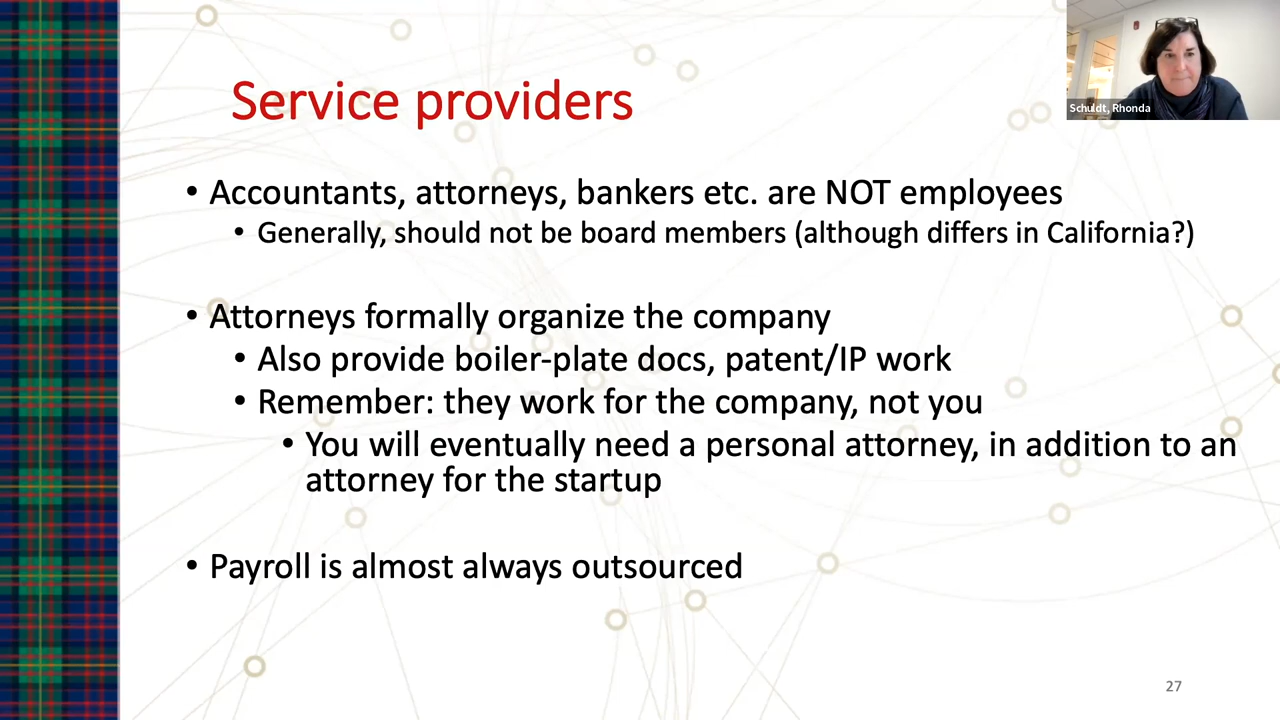 Service providers
Schuldt, Rhonda
• Accountants, attorneys, bankers etc. are NOT employees
• Generally, should not be board members (although differs in California?)
• Attorneys formally organize the company
• Also provide boiler-plate docs, patent/IP work
• Remember: they work for the company, not you
• You will eventually need a personal attorney, in addition to an
attorney for the startup
• Payroll is almost always outsourced
27